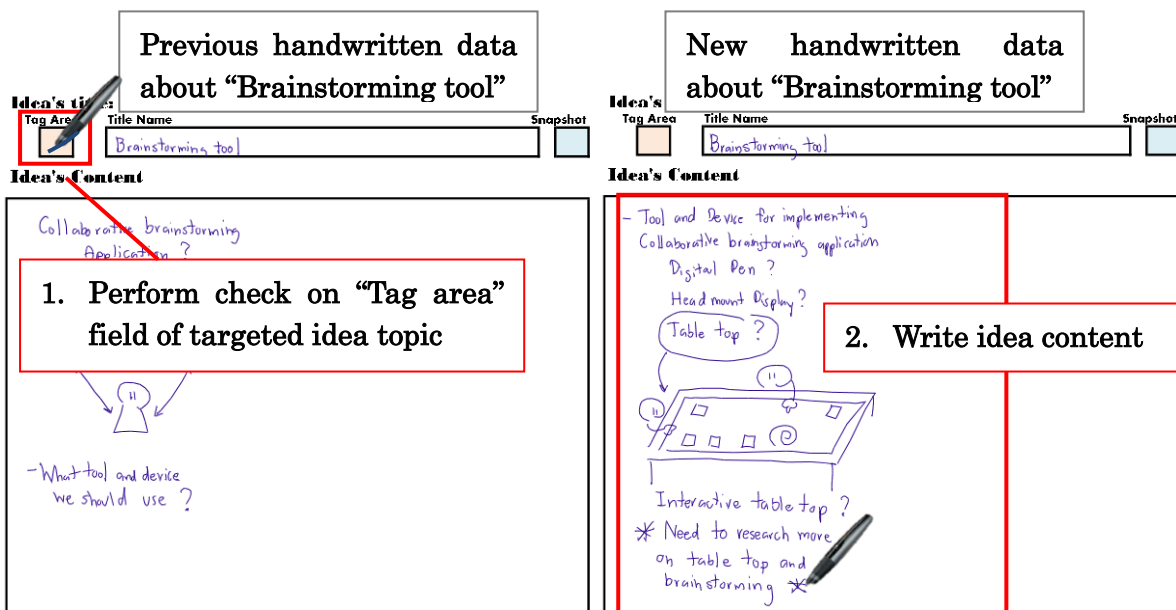 Previous handwritten data
about “Brainstorming tool”
Idea's title:
Tag Area
Title Name
Snapshot
Brainstorming tool
Idea's Content
Collaborative brainstorming
Application ?
1. Perform check on “Tag area”
field of targeted idea topic
- What tool and device
we should use ?
New handwritten data
about “Brainstorming tool”
Idea's
Tag Area
Title Name
Snapshot
Brainstorming tool
Idea's Content
- Tool and Device for implementing
Collaborative brainstorming application
Digital Pen ?
Head mount Display ?
Table top ?
2. Write idea content
Interactive table top ?
* Need to research more
on table top and
brainstorming *